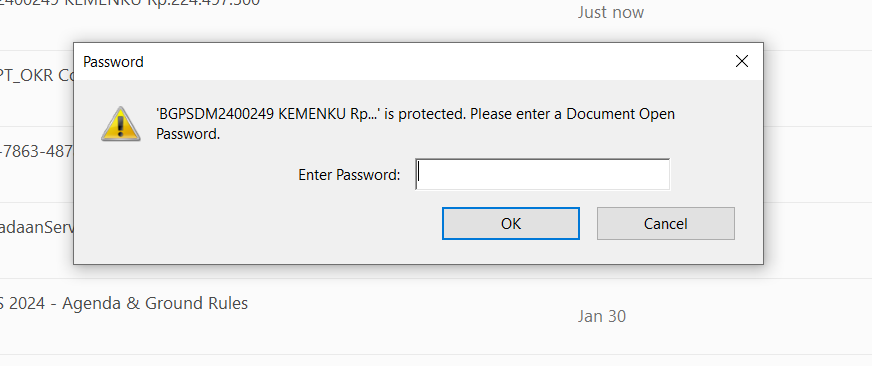 2400249 KEMENKU Rp.224.497.500
Just now
Password
PT_OKR Co
'BGPSDM2400249 KEMENKU Rp...' is protected. Please enter a Document Open
Password.
-7863-487
Enter Password:
OK
Cancel
adaanServ
S 2024 - Agenda & Ground Rules
Jan 30